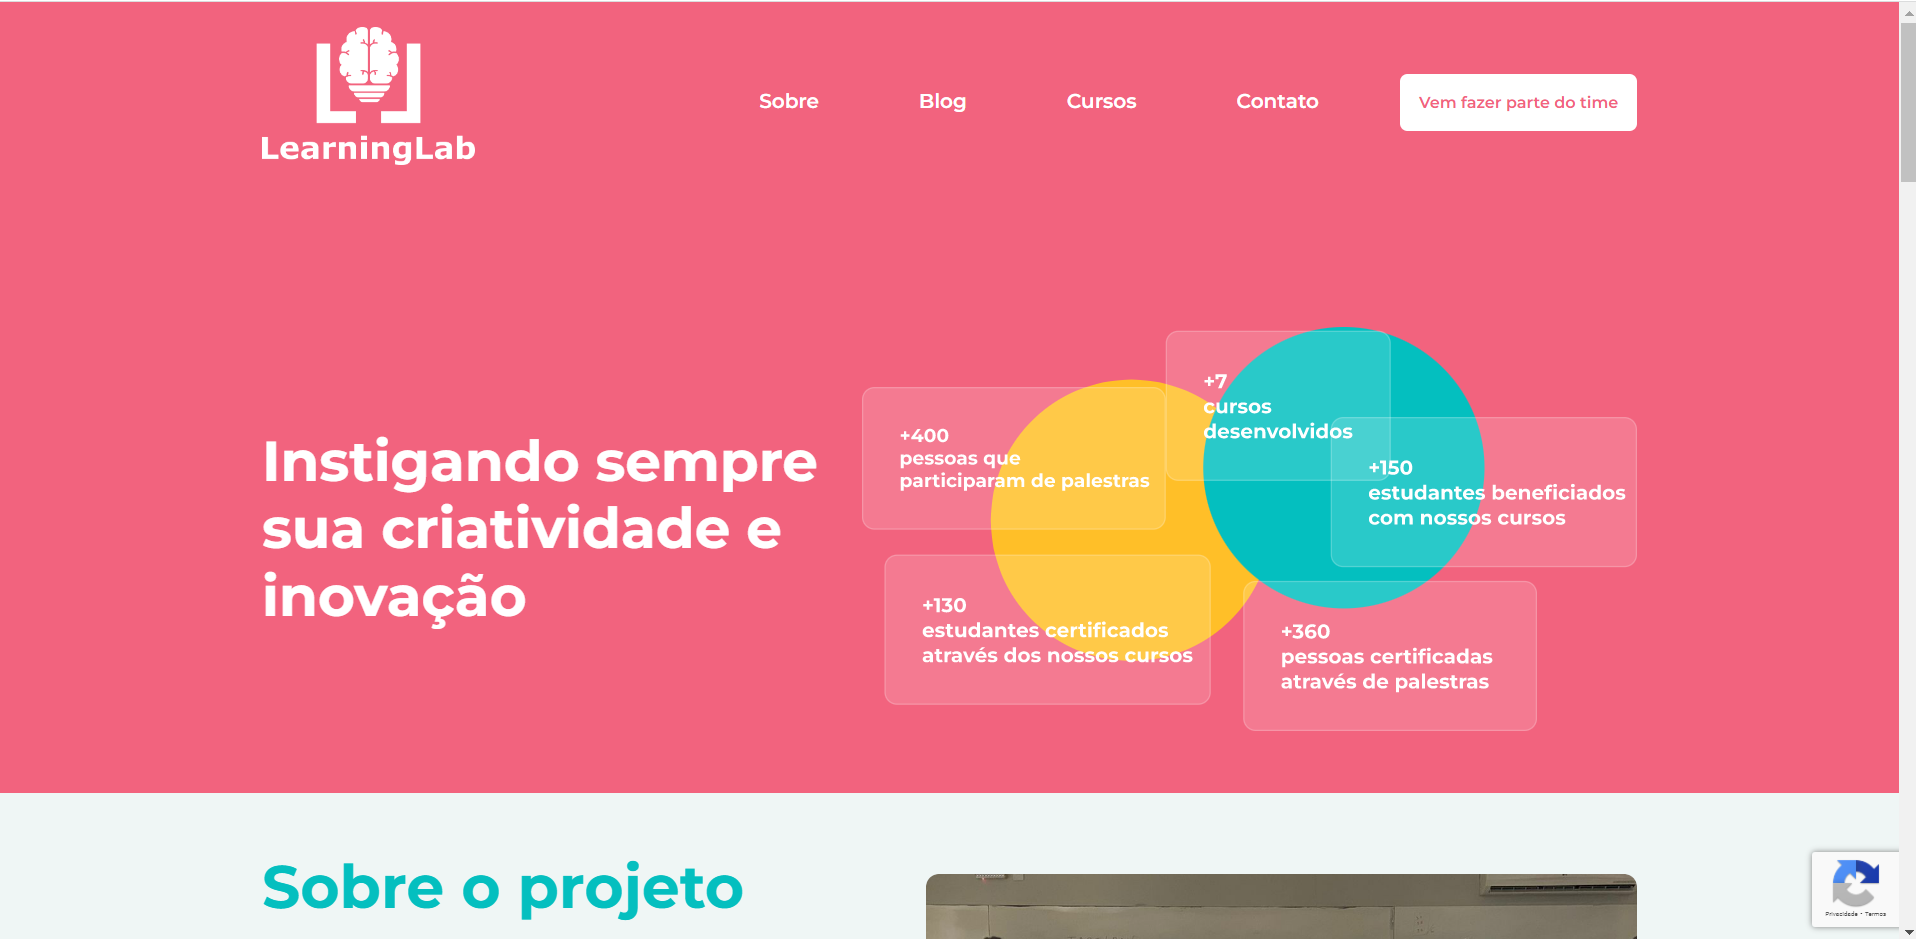 LearningLab
Sobre
Blog
Cursos
Contato
Vem fazer parte do time
Instigando sempre
sua criatividade e
inovação
+400
pessoas que
participaram de palestras
+7
cursos
desenvolvidos
+150
estudantes beneficiados
com nossos cursos
+130
estudantes certificados
através dos nossos cursos
+360
pessoas certificadas
através de palestras
Sobre o projeto
Privacidade - Termos